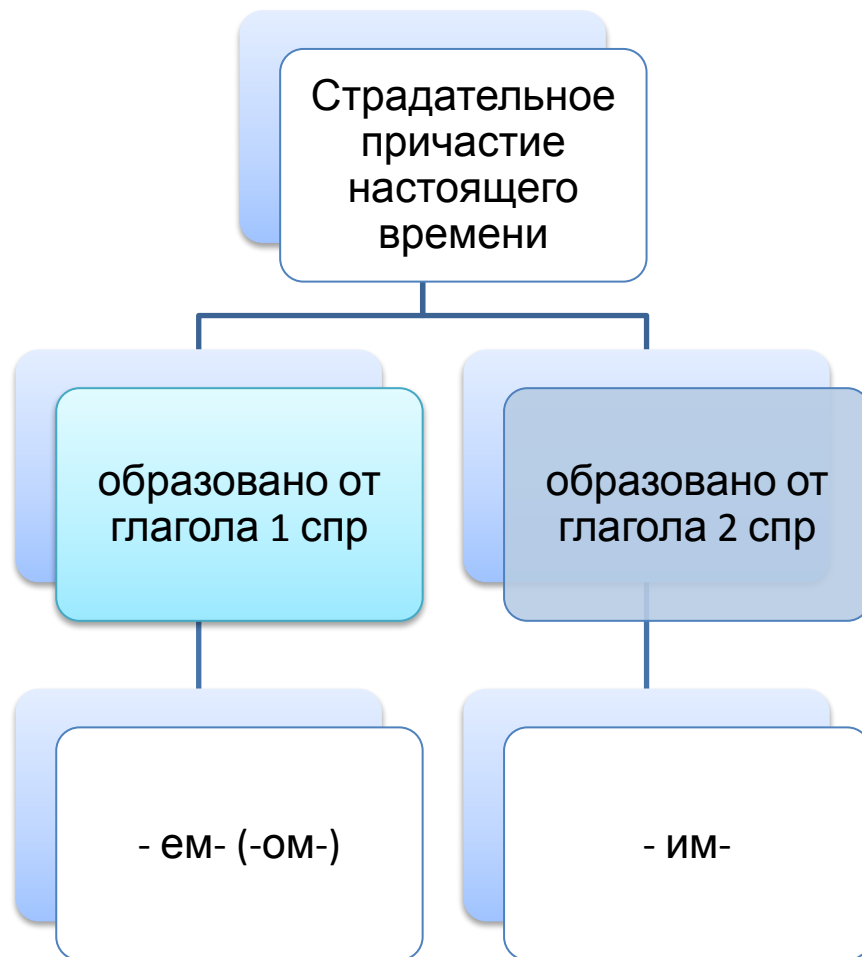 Страдательное
причастие
настоящего
времени
образовано от
глагола 1 спр
образовано от
глагола 2 спр
- ем- (-ом-)
- им-